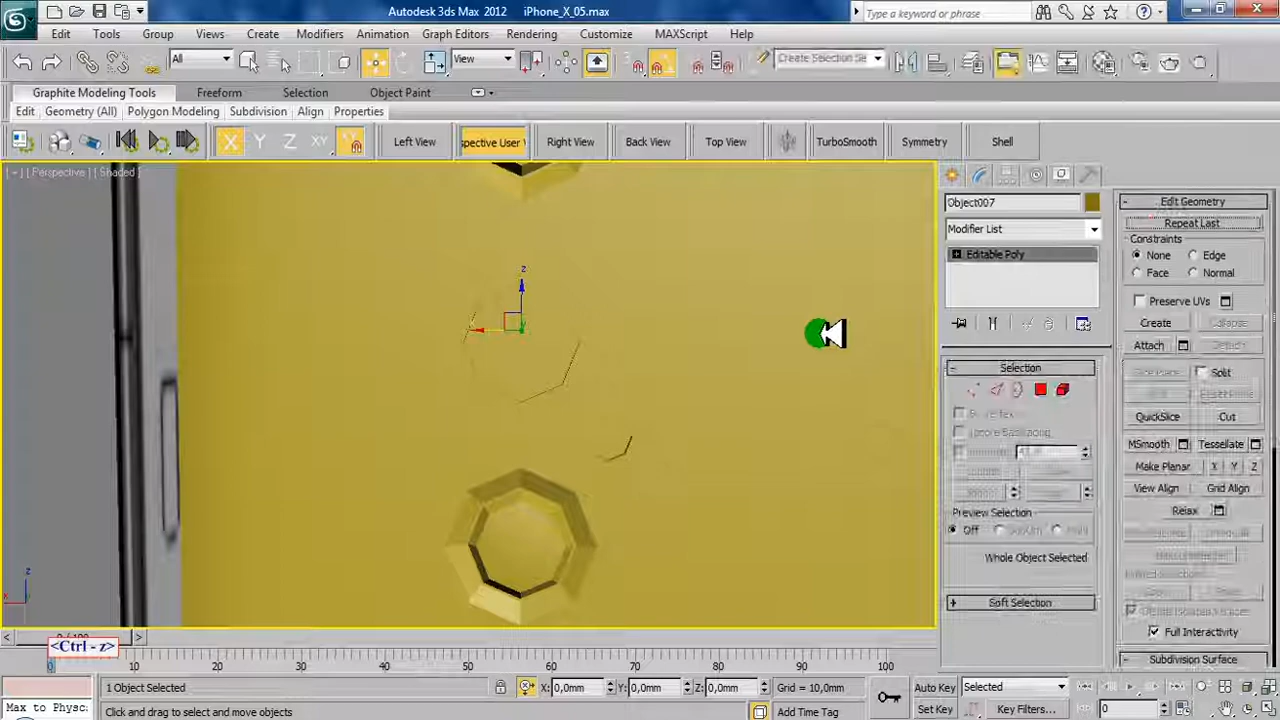 Autodesk 3ds Max 2012 iPhone_X_05.max
Type a keyword or phrase
Edit Tools Group Views Create Modifiers Animation Graph Editors Rendering Customize MAXScript Help
All View Create Selection Se
Graphite Modeling Tools Freeform Selection Object Paint
Edit Geometry (All) Polygon Modeling Subdivision Align Properties
X Y Z XY Left View spective User V Right View Back View Top View TurboSmooth Symmetry Shell
[ - ] [ Perspective ] [ Shaded ]
Object007
Modifier List
Editable Poly
Selection
Preview Selection
Off
Whole Object Selected
Soft Selection
Edit Geometry
Repeat Last
Constraints
None Edge
Face Normal
Preserve UVs
Create Collapse
Attach Detach
Split
QuickSlice Cut
MSmooth Tessellate
Make Planar X Y Z
View Align Grid Align
Relax
Full Interactivity
Subdivision Surface
z
z
x
<Ctrl - z>
0 10 20 30 40 50 60 70 80 90 100
1 Object Selected X: 0,0mm Y: 0,0mm Z: 0,0mm Grid = 10,0mm Auto Key Selected
Max to Physc Click and drag to select and move objects Add Time Tag Set Key Key Filters... 0